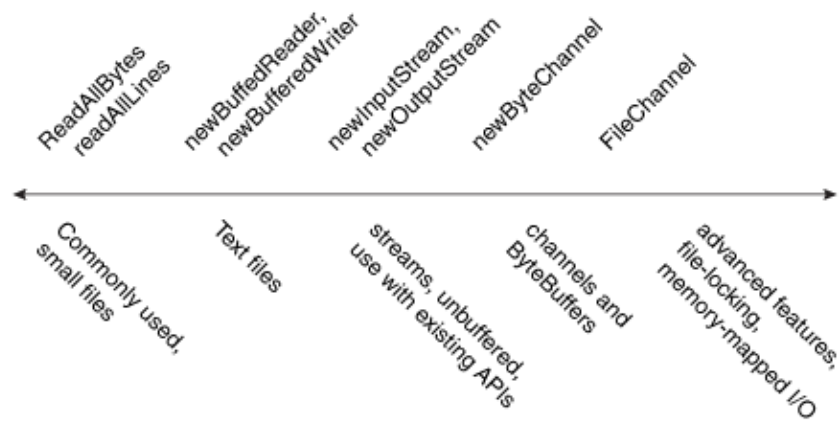 ReadAllBytes
readAllLines
newBuffedReader,
newBufferedWriter
newInputStream,
newOutputStream
newByteChannel
FileChannel
Commonly used,
small files
Text files
streams, unbuffered,
use with existing APIs
channels and
ByteBuffers
advanced features,
file-locking,
memory-mapped I/O